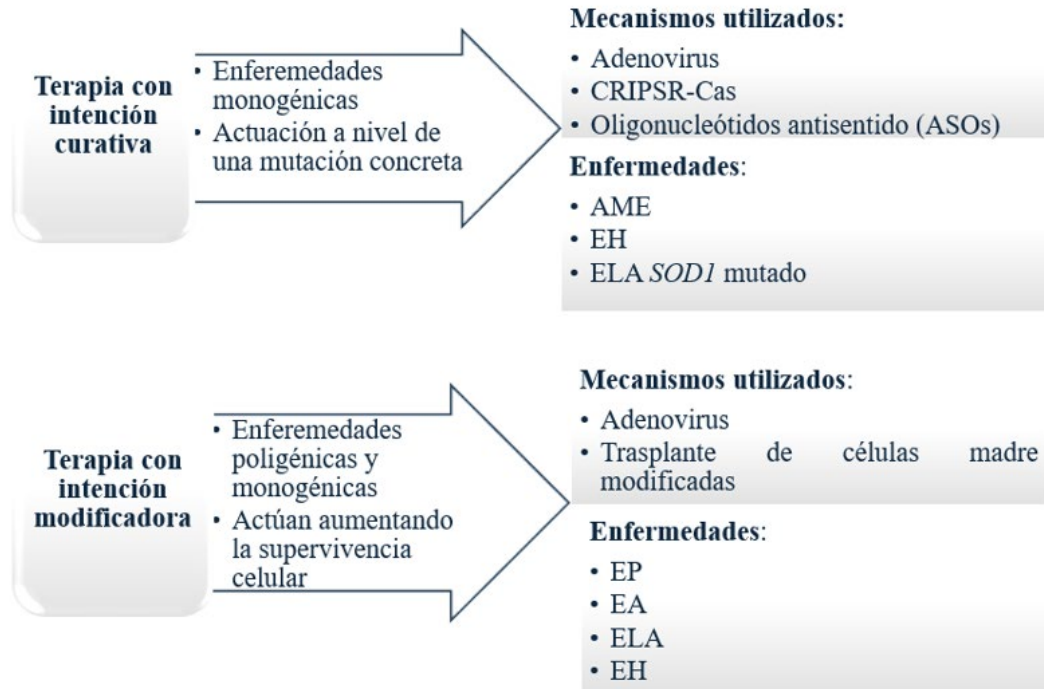 Terapia con
intención
curativa
• Enferemedades
monogénicas
• Actuación a nivel de
una mutación concreta
Mecanismos utilizados:
• Adenovirus
• CRIPSR-Cas
• Oligonucleótidos antisentido (ASOs)
Enfermedades:
• AME
• EH
• ELA SOD1 mutado
Terapia con
intención
modificadora
• Enferemedades
poligénicas y
monogénicas
• Actúan aumentando
la supervivencia
celular
Mecanismos utilizados:
• Adenovirus
• Trasplante de células madre
modificadas
Enfermedades:
• EP
• EA
• ELA
• EH